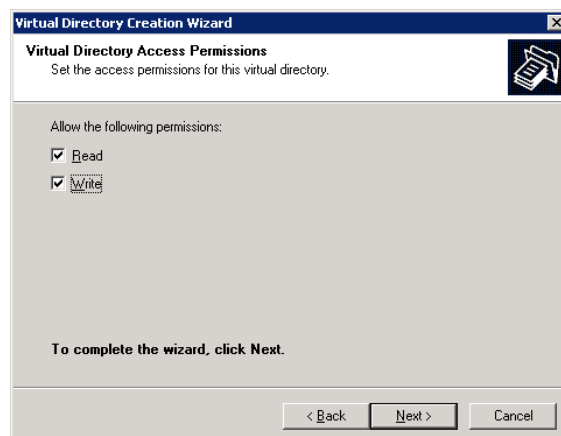 Virtual Directory Creation Wizard
Virtual Directory Access Permissions
Set the access permissions for this virtual directory.
Allow the following permissions:
Read
Write
To complete the wizard, click Next.
< Back
Next >
Cancel